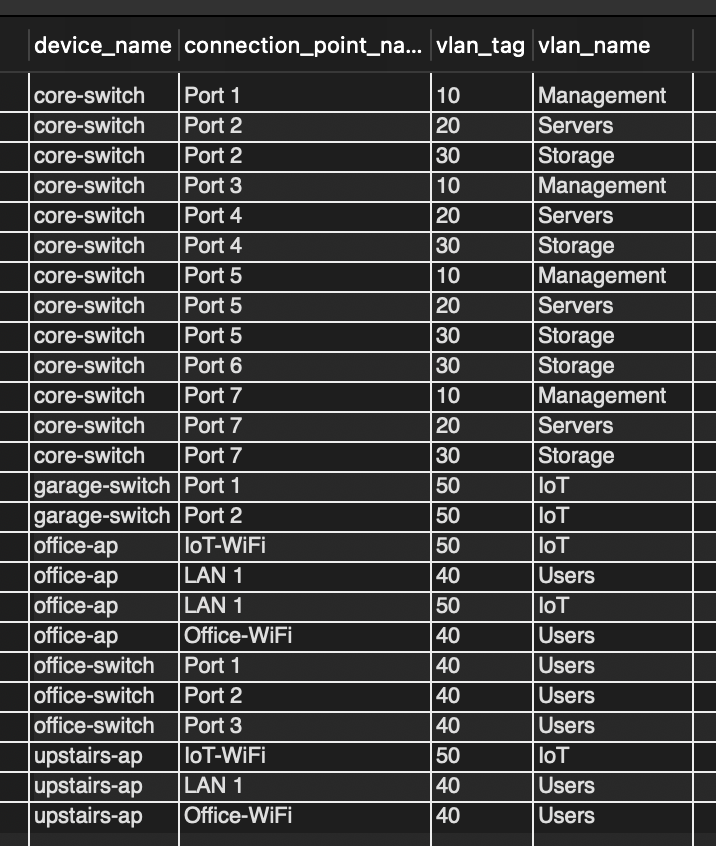 device_name connection_point_na... vlan_tag vlan_name
core-switch Port 1 10 Management
core-switch Port 2 20 Servers
core-switch Port 2 30 Storage
core-switch Port 3 10 Management
core-switch Port 4 20 Servers
core-switch Port 4 30 Storage
core-switch Port 5 10 Management
core-switch Port 5 20 Servers
core-switch Port 5 30 Storage
core-switch Port 6 30 Storage
core-switch Port 7 10 Management
core-switch Port 7 20 Servers
core-switch Port 7 30 Storage
garage-switch Port 1 50 IoT
garage-switch Port 2 50 IoT
office-ap IoT-WiFi 50 IoT
office-ap LAN 1 40 Users
office-ap LAN 1 50 IoT
office-ap Office-WiFi 40 Users
office-switch Port 1 40 Users
office-switch Port 2 40 Users
office-switch Port 3 40 Users
upstairs-ap IoT-WiFi 50 IoT
upstairs-ap LAN 1 40 Users
upstairs-ap Office-WiFi 40 Users